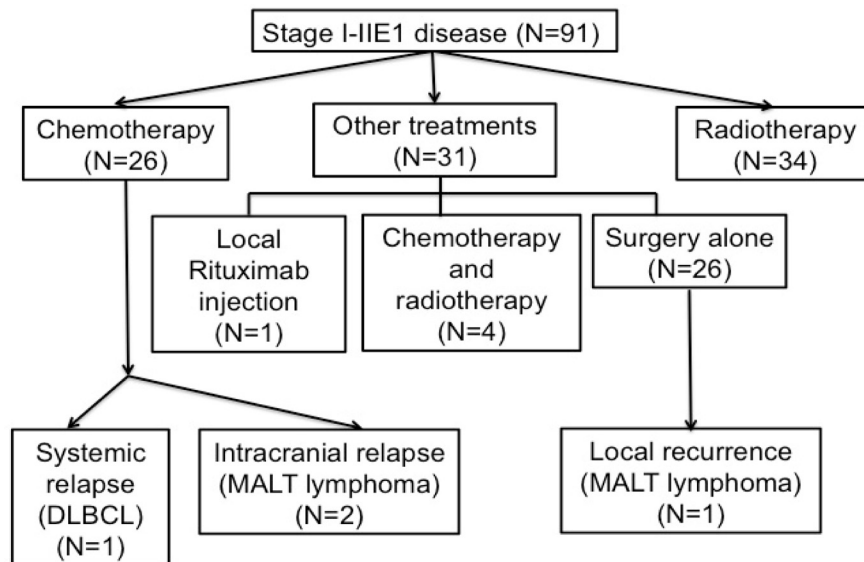 Stage I-IIE1 disease (N=91)
Chemotherapy
(N=26)
Other treatments
(N=31)
Radiotherapy
(N=34)
Local
Rituximab
injection
(N=1)
Chemotherapy
and
radiotherapy
(N=4)
Surgery alone
(N=26)
Systemic
relapse
(DLBCL)
(N=1)
Intracranial relapse
(MALT lymphoma)
(N=2)
Local recurrence
(MALT lymphoma)
(N=1)